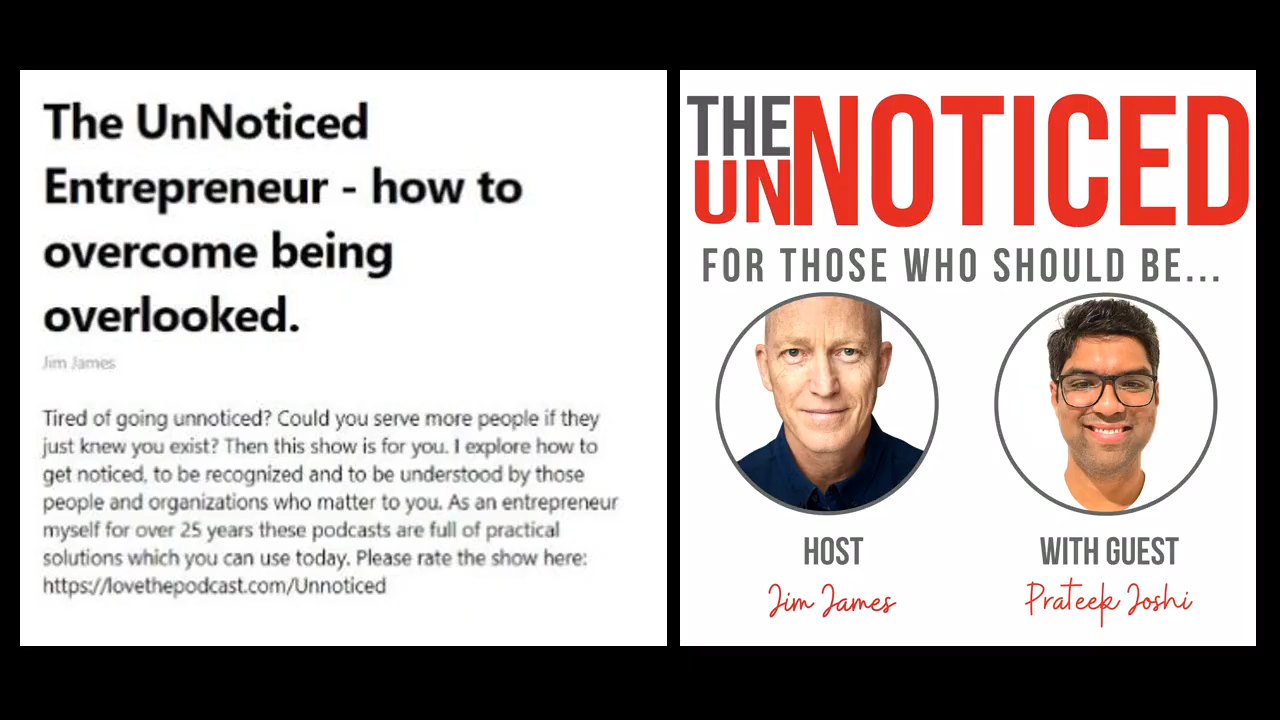 The UnNoticed
Entrepreneur - how to
overcome being
overlooked.
Jim James
Tired of going unnoticed? Could you serve more people if they
just knew you exist? Then this show is for you. I explore how to
get noticed, to be recognized and to be understood by those
people and organizations who matter to you. As an entrepreneur
myself for over 25 years these podcasts are full of practical
solutions which you can use today. Please rate the show here:
https://lovethepodcast.com/Unnoticed
THE
UNNOTICED
FOR THOSE WHO SHOULD BE...
HOST
Jim James
WITH GUEST
Prateek Joshi